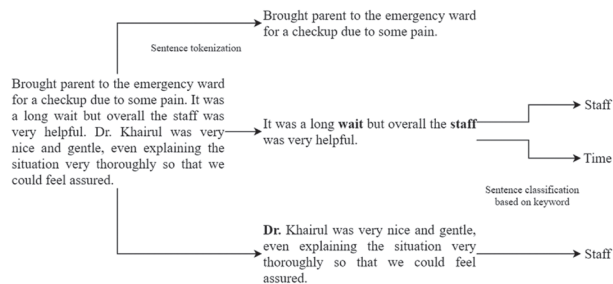 Brought parent to the emergency ward
for a checkup due to some pain.
Sentence tokenization
Brought parent to the emergency ward
for a checkup due to some pain. It was
a long wait but overall the staff was
very helpful. Dr. Khairul was very
nice and gentle, even explaining the
situation very thoroughly so that we
could feel assured.
It was a long wait but overall the staff
was very helpful.
Staff
Time
Sentence classification
based on keyword
Dr. Khairul was very nice and gentle,
even explaining the situation very
thoroughly so that we could feel
assured.
Staff